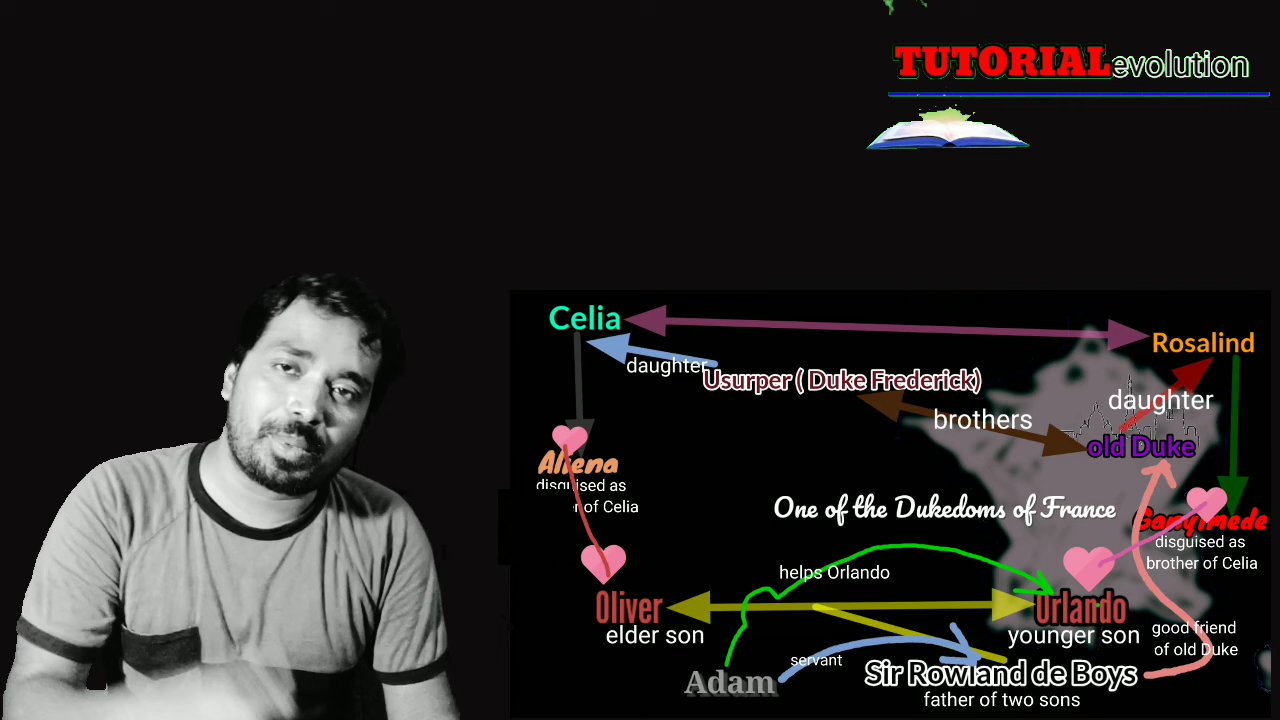 TUTORIALevolution
Celia
Rosalind
daughter
Usurper ( Duke Frederick)
daughter
brothers
old Duke
Aliena
disguised as
of Celia
One of the Dukedoms of France
Ganymede
disguised as
brother of Celia
helps Orlando
Oliver
elder son
Orlando
younger son
good friend
of old Duke
servant
Adam
Sir Rowland de Boys
father of two sons